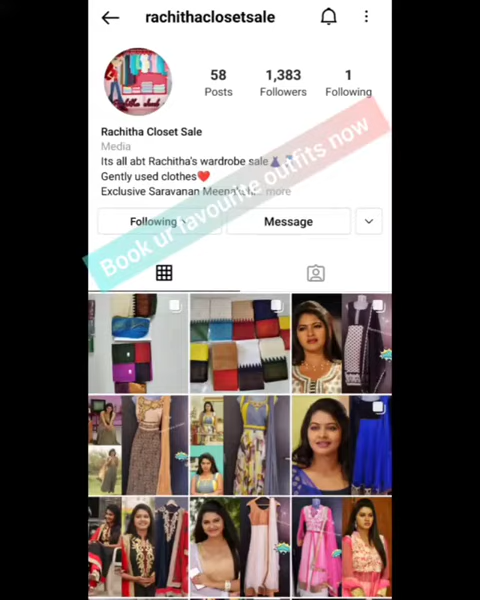 rachithaclosetsale
58
1,383
1
Posts
Followers
Following
Rachitha Closet Sale
Media
Its all abt Rachitha's wardrobe sale
Gently used clothes
Exclusive Saravanan
more
Following
Message
Book ur favourite outfits now